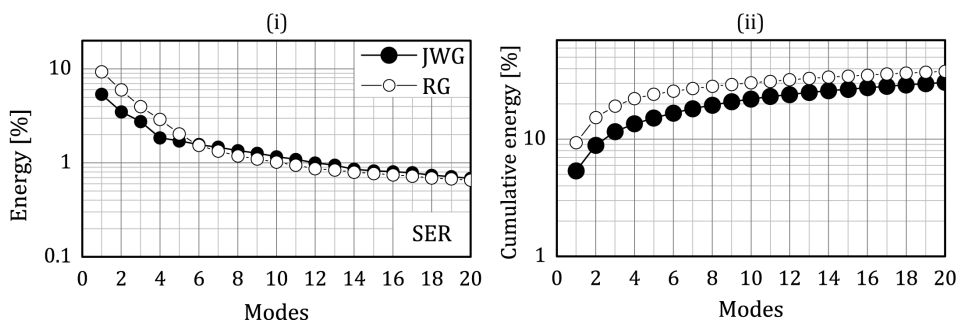 (i)
Energy [%]
10
1
0.1
JWG
RG
SER
0 2 4 6 8 10 12 14 16 18 20
Modes
(ii)
Cumulative energy [%]
10
1
0 2 4 6 8 10 12 14 16 18 20
Modes